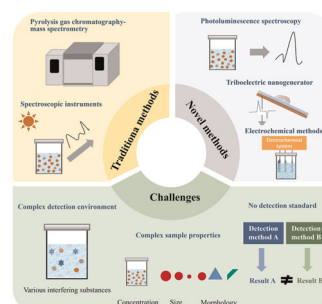 Pyrolysis gas chromatography-
mass spectrometry
Spectroscopic instruments
Traditiona methods
Photoluminescence spectroscopy
Triboelectric nanogenerator
Electrochemical methods
Electrochemical
system
Novel methods
Challenges
Complex detection environment
Various interfering substances
Complex sample properties
Concentration
Size
Morphology
No detection standard
Detection
method A
Detection
method B
Result A
≠
Result B